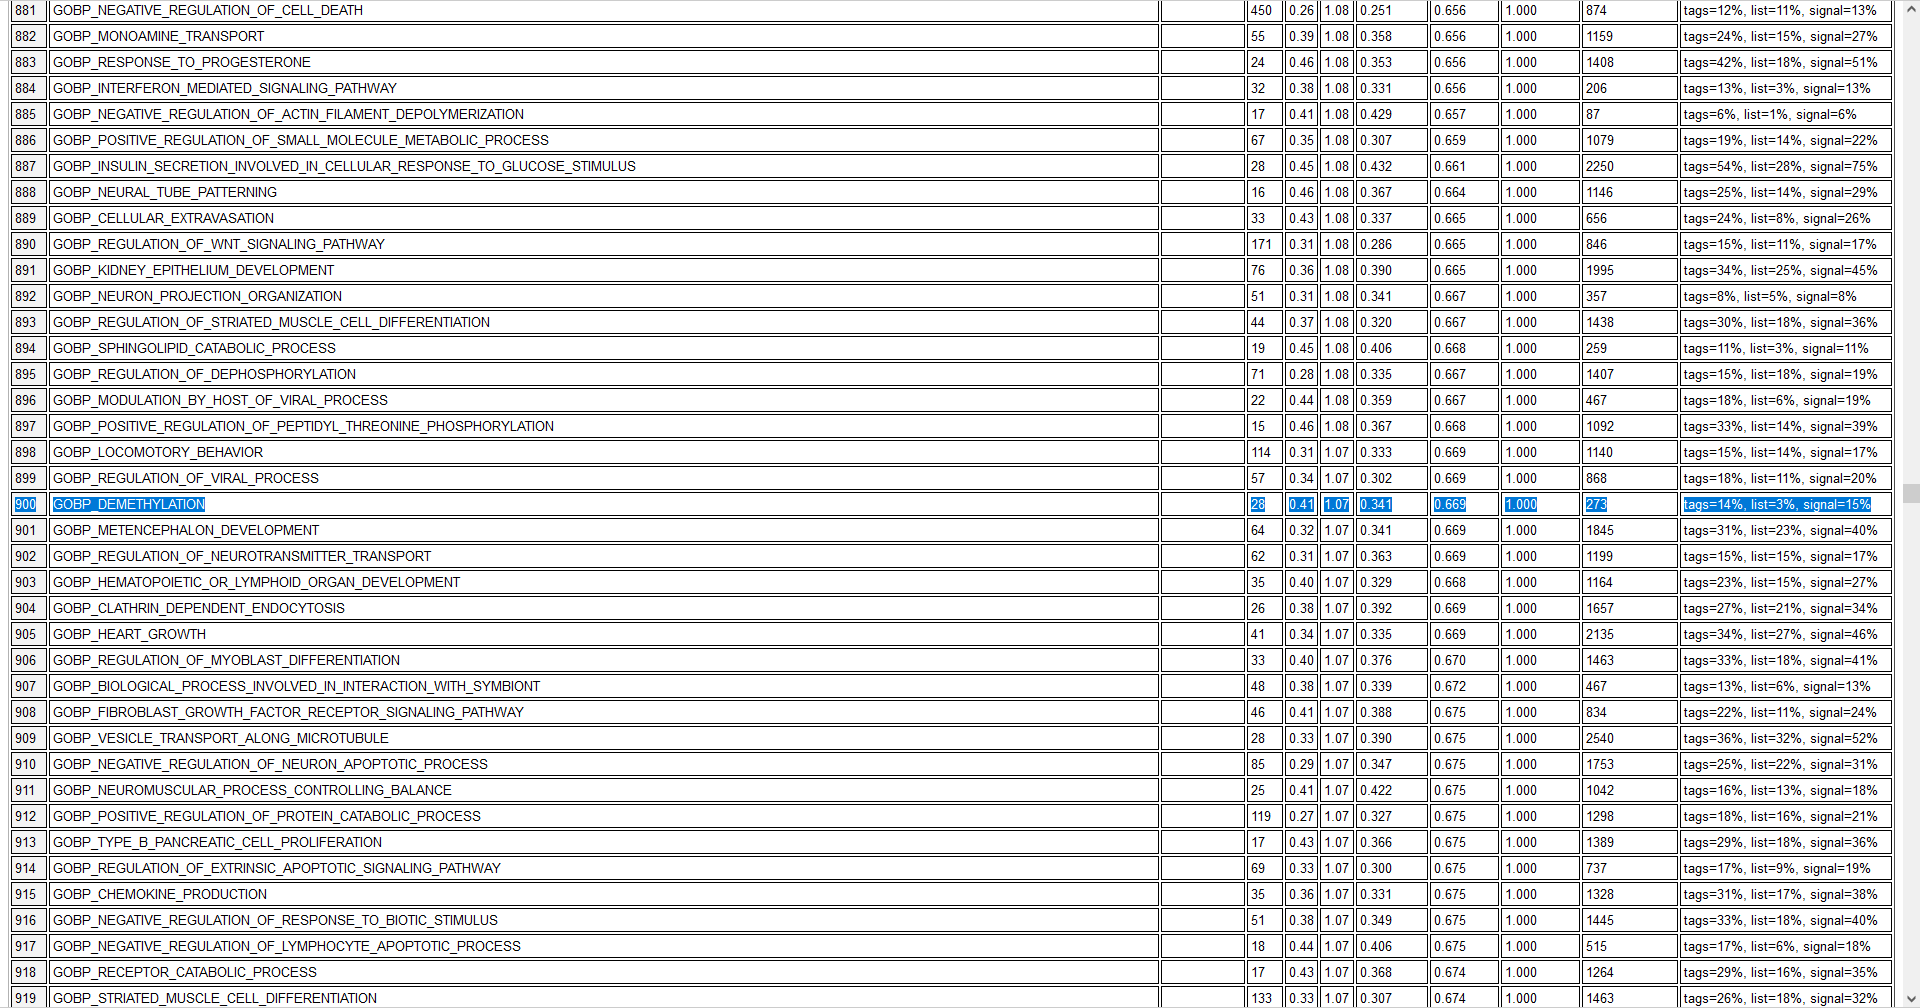 881 GOBP_NEGATIVE_REGULATION_OF_CELL_DEATH 450 0.26 1.08 0.251 0.656 1.000 874 tags=12%, list=11%, signal=13%
882 GOBP_MONOAMINE_TRANSPORT 55 0.39 1.08 0.358 0.656 1.000 1159 tags=24%, list=15%, signal=27%
883 GOBP_RESPONSE_TO_PROGESTERONE 24 0.46 1.08 0.353 0.656 1.000 1408 tags=42%, list=18%, signal=51%
884 GOBP_INTERFERON_MEDIATED_SIGNALING_PATHWAY 32 0.38 1.08 0.331 0.656 1.000 206 tags=13%, list=3%, signal=13%
885 GOBP_NEGATIVE_REGULATION_OF_ACTIN_FILAMENT_DEPOLYMERIZATION 17 0.41 1.08 0.429 0.657 1.000 87 tags=6%, list=1%, signal=6%
886 GOBP_POSITIVE_REGULATION_OF_SMALL_MOLECULE_METABOLIC_PROCESS 67 0.35 1.08 0.307 0.659 1.000 1079 tags=19%, list=14%, signal=22%
887 GOBP_INSULIN_SECRETION_INVOLVED_IN_CELLULAR_RESPONSE_TO_GLUCOSE_STIMULUS 28 0.45 1.08 0.432 0.661 1.000 2250 tags=54%, list=28%, signal=75%
888 GOBP_NEURAL_TUBE_PATTERNING 16 0.46 1.08 0.367 0.664 1.000 1146 tags=25%, list=14%, signal=29%
889 GOBP_CELLULAR_EXTRAVASATION 33 0.43 1.08 0.337 0.665 1.000 656 tags=24%, list=8%, signal=26%
890 GOBP_REGULATION_OF_WNT_SIGNALING_PATHWAY 171 0.31 1.08 0.286 0.665 1.000 846 tags=15%, list=11%, signal=17%
891 GOBP_KIDNEY_EPITHELIUM_DEVELOPMENT 76 0.36 1.08 0.390 0.665 1.000 1995 tags=34%, list=25%, signal=45%
892 GOBP_NEURON_PROJECTION_ORGANIZATION 51 0.31 1.08 0.341 0.667 1.000 357 tags=8%, list=5%, signal=8%
893 GOBP_REGULATION_OF_STRIATED_MUSCLE_CELL_DIFFERENTIATION 44 0.37 1.08 0.320 0.667 1.000 1438 tags=30%, list=18%, signal=36%
894 GOBP_SPHINGOLIPID_CATABOLIC_PROCESS 19 0.45 1.08 0.406 0.668 1.000 259 tags=11%, list=3%, signal=11%
895 GOBP_REGULATION_OF_DEPHOSPHORYLATION 71 0.28 1.08 0.335 0.667 1.000 1407 tags=15%, list=18%, signal=19%
896 GOBP_MODULATION_BY_HOST_OF_VIRAL_PROCESS 22 0.44 1.08 0.359 0.667 1.000 467 tags=18%, list=6%, signal=19%
897 GOBP_POSITIVE_REGULATION_OF_PEPTIDYL_THREONINE_PHOSPHORYLATION 15 0.46 1.08 0.367 0.668 1.000 1092 tags=33%, list=14%, signal=39%
898 GOBP_LOCOMOTORY_BEHAVIOR 114 0.31 1.07 0.333 0.669 1.000 1140 tags=15%, list=14%, signal=17%
899 GOBP_REGULATION_OF_VIRAL_PROCESS 57 0.34 1.07 0.302 0.669 1.000 868 tags=18%, list=11%, signal=20%
900 GOBP_DEMETHYLATION 28 0.41 1.07 0.341 0.669 1.000 273 tags=14%, list=3%, signal=15%
901 GOBP_METENCEPHALON_DEVELOPMENT 64 0.32 1.07 0.341 0.669 1.000 1845 tags=31%, list=23%, signal=40%
902 GOBP_REGULATION_OF_NEUROTRANSMITTER_TRANSPORT 62 0.31 1.07 0.363 0.669 1.000 1199 tags=15%, list=15%, signal=17%
903 GOBP_HEMATOPOIETIC_OR_LYMPHOID_ORGAN_DEVELOPMENT 35 0.40 1.07 0.329 0.668 1.000 1164 tags=23%, list=15%, signal=27%
904 GOBP_CLATHRIN_DEPENDENT_ENDOCYTOSIS 26 0.38 1.07 0.392 0.669 1.000 1657 tags=27%, list=21%, signal=34%
905 GOBP_HEART_GROWTH 41 0.34 1.07 0.335 0.669 1.000 2135 tags=34%, list=27%, signal=46%
906 GOBP_REGULATION_OF_MYOBLAST_DIFFERENTIATION 33 0.40 1.07 0.376 0.670 1.000 1463 tags=33%, list=18%, signal=41%
907 GOBP_BIOLOGICAL_PROCESS_INVOLVED_IN_INTERACTION_WITH_SYMBIONT 48 0.38 1.07 0.339 0.672 1.000 467 tags=13%, list=6%, signal=13%
908 GOBP_FIBROBLAST_GROWTH_FACTOR_RECEPTOR_SIGNALING_PATHWAY 46 0.41 1.07 0.388 0.675 1.000 834 tags=22%, list=11%, signal=24%
909 GOBP_VESICLE_TRANSPORT_ALONG_MICROTUBULE 28 0.33 1.07 0.390 0.675 1.000 2540 tags=36%, list=32%, signal=52%
910 GOBP_NEGATIVE_REGULATION_OF_NEURON_APOPTOTIC_PROCESS 85 0.29 1.07 0.347 0.675 1.000 1753 tags=25%, list=22%, signal=31%
911 GOBP_NEUROMUSCULAR_PROCESS_CONTROLLING_BALANCE 25 0.41 1.07 0.422 0.675 1.000 1042 tags=16%, list=13%, signal=18%
912 GOBP_POSITIVE_REGULATION_OF_PROTEIN_CATABOLIC_PROCESS 119 0.27 1.07 0.327 0.675 1.000 1298 tags=18%, list=16%, signal=21%
913 GOBP_TYPE_B_PANCREATIC_CELL_PROLIFERATION 17 0.43 1.07 0.366 0.675 1.000 1389 tags=29%, list=18%, signal=36%
914 GOBP_REGULATION_OF_EXTRINSIC_APOPTOTIC_SIGNALING_PATHWAY 69 0.33 1.07 0.300 0.675 1.000 737 tags=17%, list=9%, signal=19%
915 GOBP_CHEMOKINE_PRODUCTION 35 0.36 1.07 0.331 0.675 1.000 1328 tags=31%, list=17%, signal=38%
916 GOBP_NEGATIVE_REGULATION_OF_RESPONSE_TO_BIOTIC_STIMULUS 51 0.38 1.07 0.349 0.675 1.000 1445 tags=33%, list=18%, signal=40%
917 GOBP_NEGATIVE_REGULATION_OF_LYMPHOCYTE_APOPTOTIC_PROCESS 18 0.44 1.07 0.406 0.675 1.000 515 tags=17%, list=6%, signal=18%
918 GOBP_RECEPTOR_CATABOLIC_PROCESS 17 0.43 1.07 0.368 0.674 1.000 1264 tags=29%, list=16%, signal=35%
919 GOBP_STRIATED_MUSCLE_CELL_DIFFERENTIATION 133 0.33 1.07 0.307 0.674 1.000 1463 tags=26%, list=18%, signal=32%